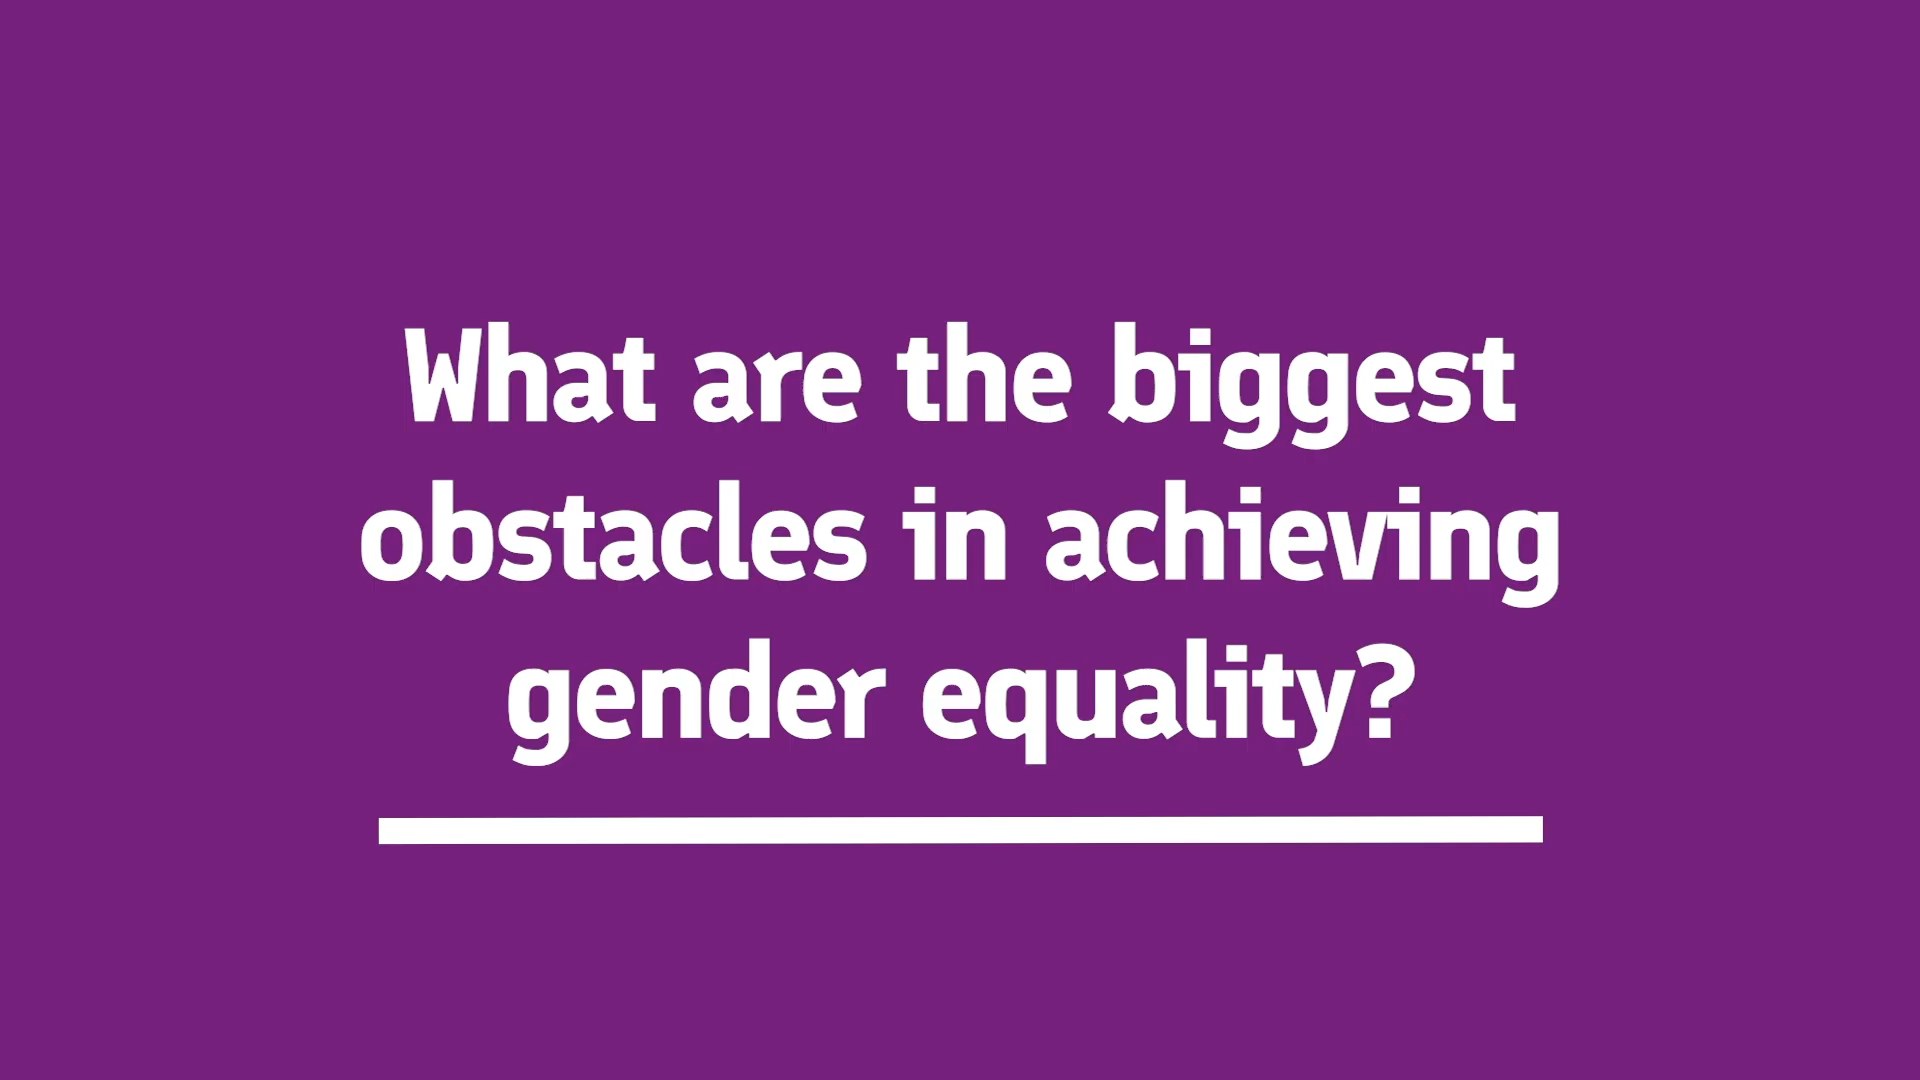 What are the biggest
obstacles in achieving
gender equality?